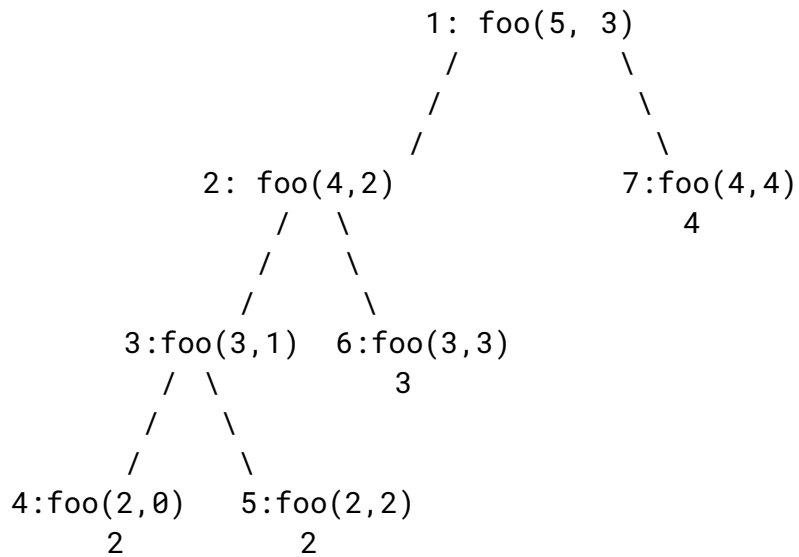 1: foo(5, 3)
/ \
/ \
/ \
2: foo(4,2) 7:foo(4,4)
/ \ 4
/ \
/ \
3:foo(3,1) 6:foo(3,3)
/ \ 3
/ \
/ \
4:foo(2,0) 5:foo(2,2)
2 2